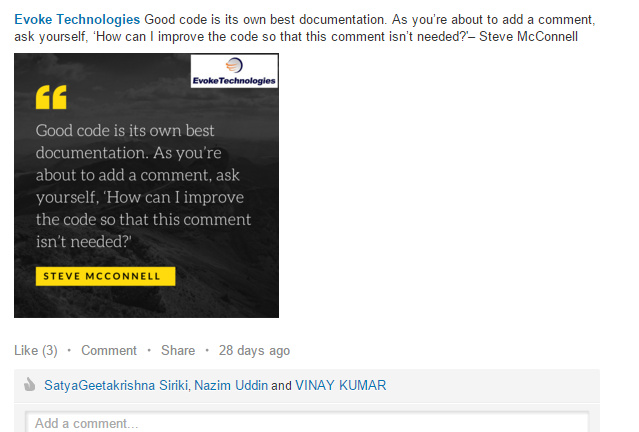 Evoke Technologies Good code is its own best documentation. As you're about to add a comment,
ask yourself, 'How can I improve the code so that this comment isn't needed?'– Steve McConnell
EvokeTechnologies
Good code is its own best
documentation. As you're
about to add a comment, ask
yourself, 'How can I improve
the code so that this comment
isn't needed?'
STEVE MCCONNELL
Like (3) • Comment • Share • 28 days ago
SatyaGeetakrishna Siriki, Nazim Uddin and VINAY KUMAR
Add a comment...